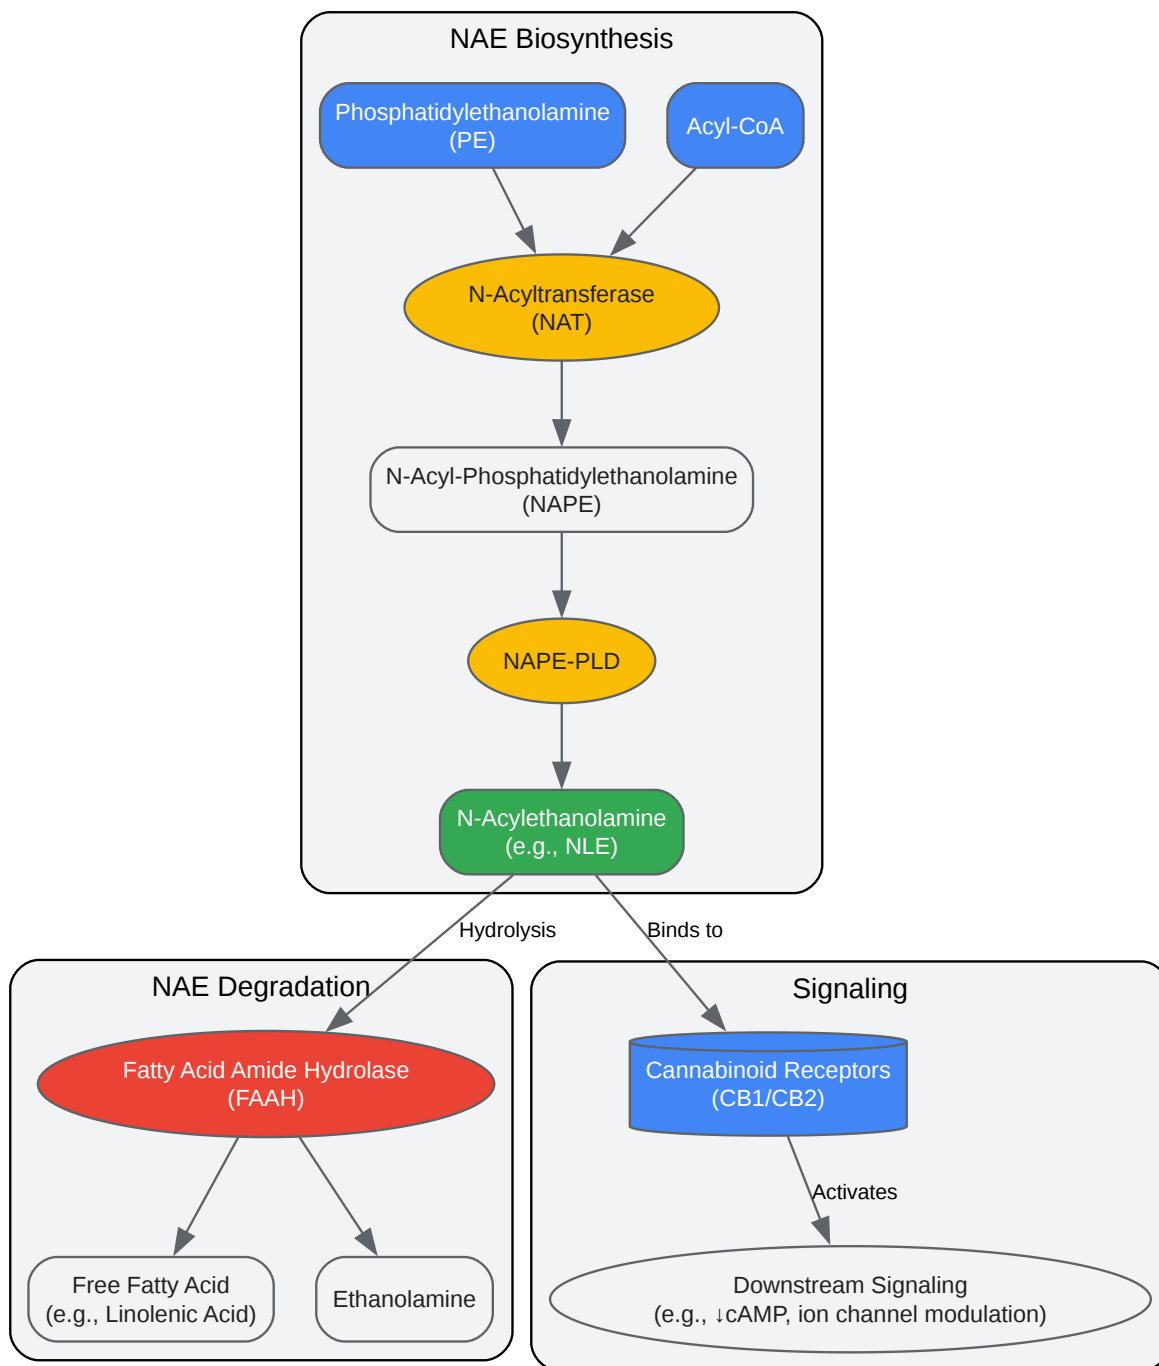 NAE Biosynthesis
Phosphatidylethanolamine
(PE)
Acyl-CoA
N-Acyltransferase
(NAT)
N-Acyl-Phosphatidylethanolamine
(NAPE)
NAPE-PLD
N-Acylethanolamine
(e.g., NLE)
Hydrolysis
Binds to
NAE Degradation
Fatty Acid Amide Hydrolase
(FAAH)
Free Fatty Acid
(e.g., Linolenic Acid)
Ethanolamine
Signaling
Cannabinoid Receptors
(CB1/CB2)
Activates
Downstream Signaling
(e.g., ↓cAMP, ion channel modulation)